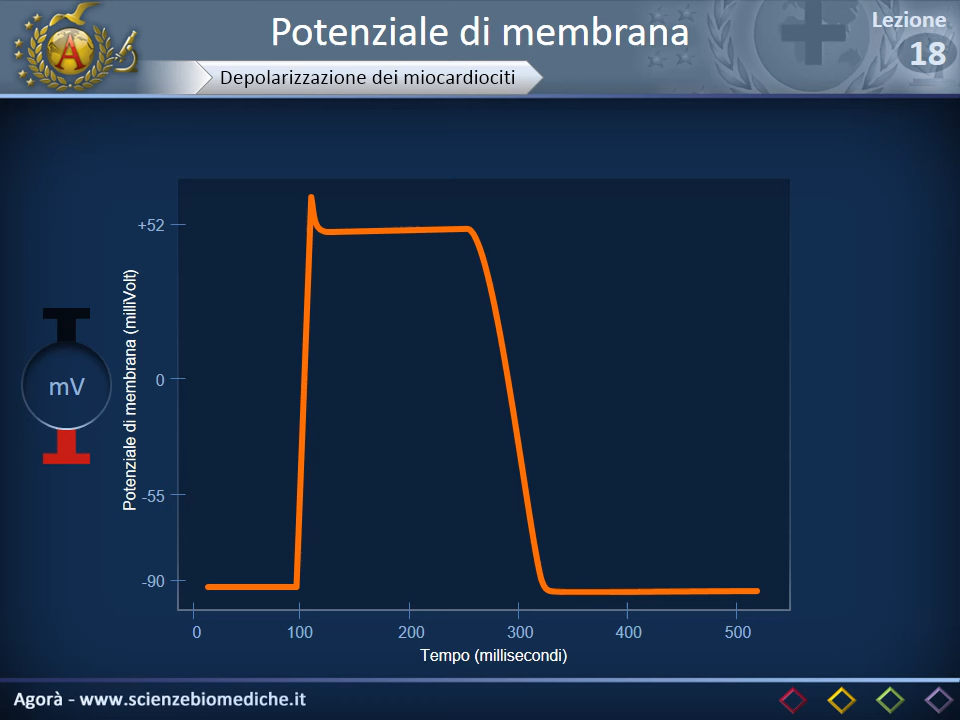 Potenziale di membrana
Lezione
18
Depolarizzazione dei miocardiociti
A
+52
0
-55
-90
Potenziale di membrana (milliVolt)
mV
0 100 200 300 400 500
Tempo (millisecondi)
Agorà - www.scienzebiomediche.it